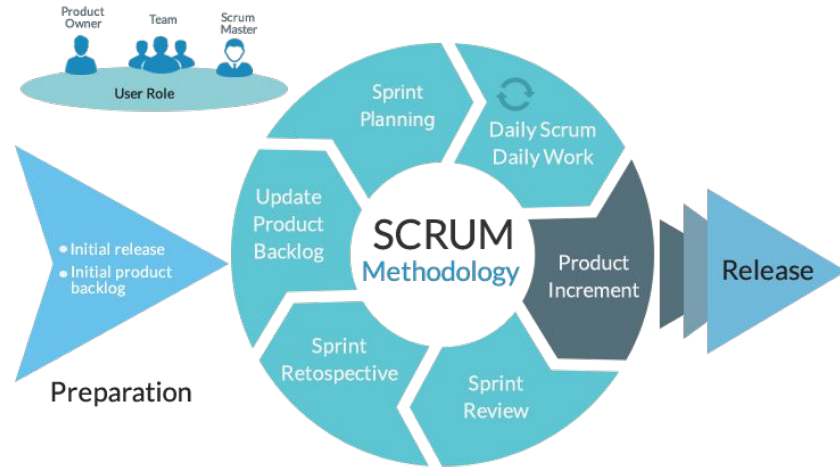 Product
Owner
Team
Scrum
Master
User Role
Sprint
Planning
Daily Scrum
Daily Work
Update
Product
Backlog
SCRUM
Methodology
• Initial release
• Initial product
backlog
Product
Increment
Release
Sprint
Retospective
Sprint
Review
Preparation